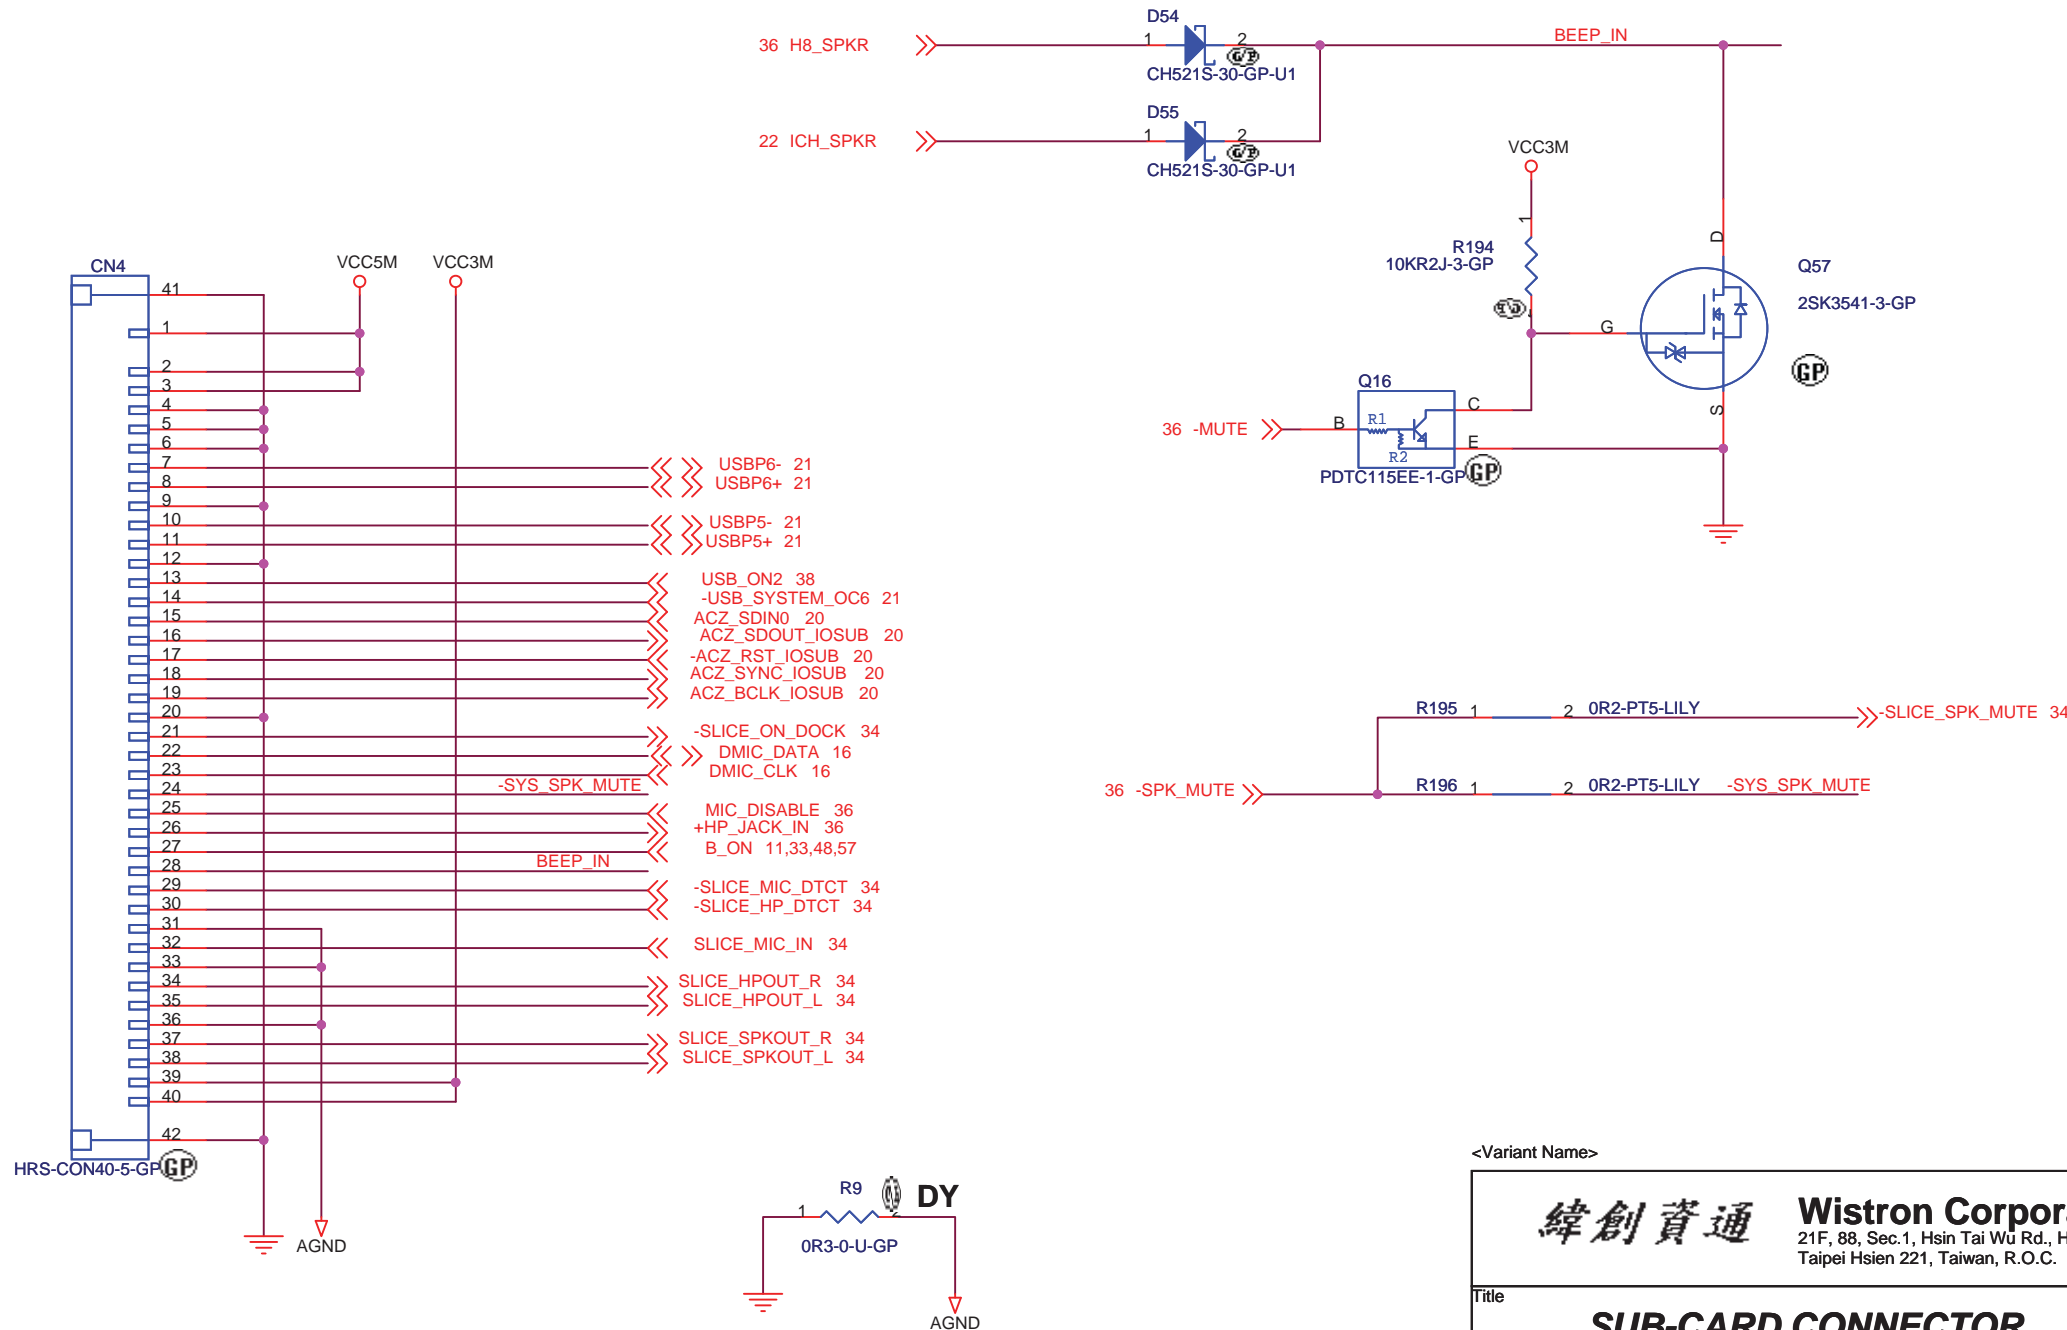 D54
36 H8_SPKR
1
2
BEEP_IN
CH521S-30-GP-U1
D55
22 ICH_SPKR
1
2
CH521S-30-GP-U1
VCC3M
1
R194
10KR2J-3-GP
D
Q57
2SK3541-3-GP
G
GP
S
Q16
C
36 -MUTE
B
R1
R2
E
PDTC115EE-1-GP
GP
CN4
VCC5M
VCC3M
41
1
2
3
4
5
6
7 USBP6- 21
8 USBP6+ 21
9
10 USBP5- 21
11 USBP5+ 21
12
13 USB_ON2 38
14 -USB_SYSTEM_OC6 21
15 ACZ_SDIN0 20
16 ACZ_SDOUT_IOSUB 20
17 -ACZ_RST_IOSUB 20
18 ACZ_SYNC_IOSUB 20
19 ACZ_BCLK_IOSUB 20
20
21 -SLICE_ON_DOCK 34
22 DMIC_DATA 16
23 DMIC_CLK 16
24 -SYS_SPK_MUTE
25 MIC_DISABLE 36
26 +HP_JACK_IN 36
27 B_ON 11,33,48,57
28 BEEP_IN
29 -SLICE_MIC_DTCT 34
30 -SLICE_HP_DTCT 34
31
32 SLICE_MIC_IN 34
33
34 SLICE_HPOUT_R 34
35 SLICE_HPOUT_L 34
36
37 SLICE_SPKOUT_R 34
38 SLICE_SPKOUT_L 34
39
40
42
HRS-CON40-5-GP
GP
AGND
R195 1 2 0R2-PT5-LILY -SLICE_SPK_MUTE 34
36 -SPK_MUTE
R196 1 2 0R2-PT5-LILY -SYS_SPK_MUTE
R9 DY
1 2
0R3-0-U-GP
AGND
<Variant Name>
緯創資通
Wistron Corpor
21F, 88, Sec.1, Hsin Tai Wu Rd., H
Taipei Hsien 221, Taiwan, R.O.C.
Title
SUB-CARD CONNECTOR